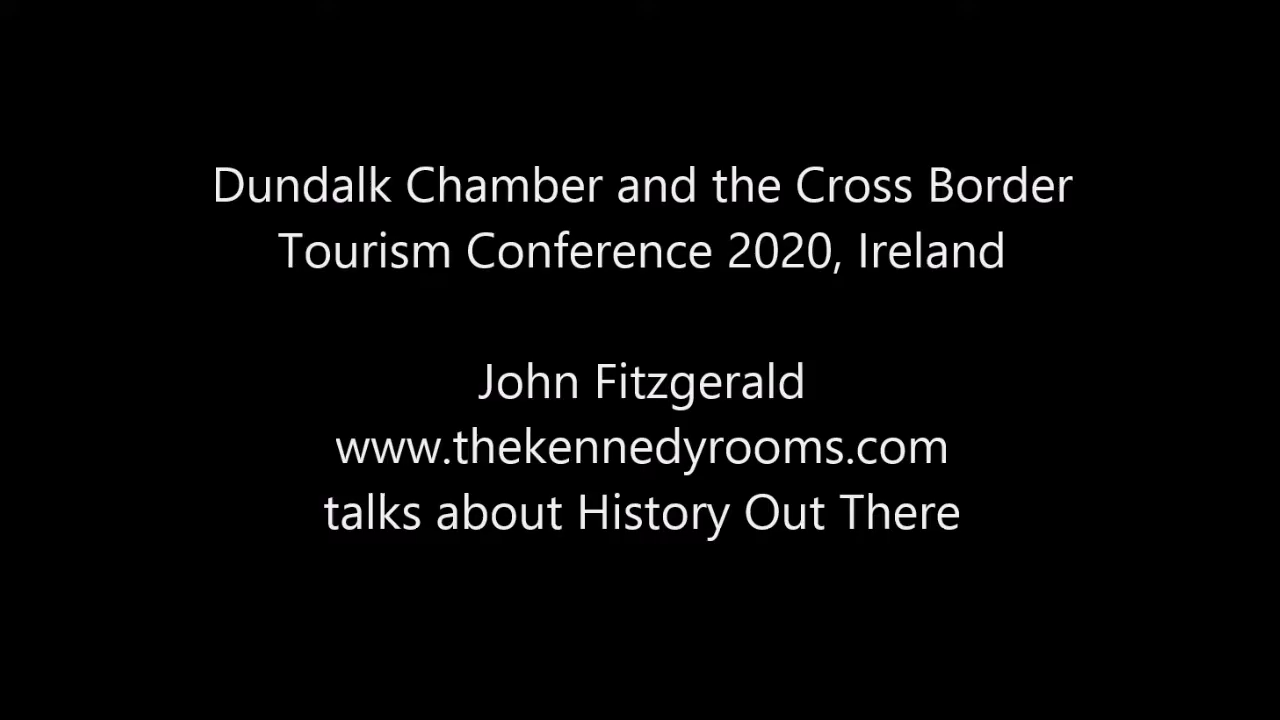 Dundalk Chamber and the Cross Border
Tourism Conference 2020, Ireland
John Fitzgerald
www.thekennedyrooms.com
talks about History Out There